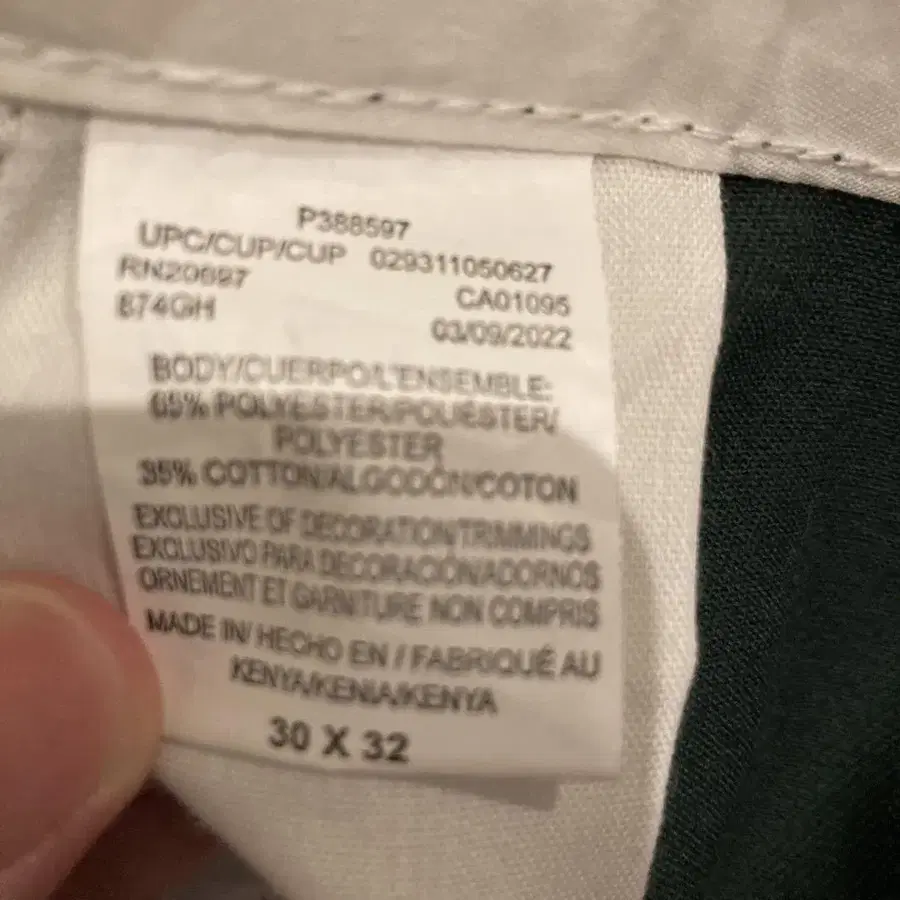 P388597
UPC/CUP/CUP 029311050627
RN20697
CA01095
874GH
03/09/2022
BODY/CUERPO/L'ENSEMBLE:
65% POLYESTER/POLIÉSTER/
POLYESTER
35% COTTON/ALGODÓN/COTON
EXCLUSIVE OF DECORATION/TRIMMINGS
EXCLUSIVO PARA DECORACIÓN/ADORNOS
ORNEMENT ET GARNITURE NON COMPRIS
MADE IN/ HECHO EN / FABRIQUÉ AU
KENYA/KENIA/KENYA
30 X 32